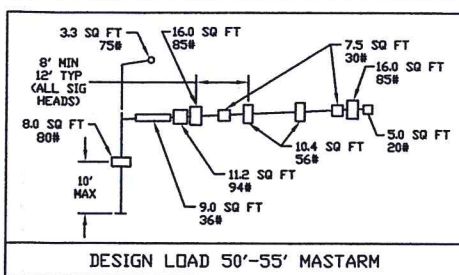 3.3 SQ FT
75#
16.0 SQ FT
85#
8' MIN
12' TYP
(ALL SIG
HEADS)
7.5 SQ FT
30#
16.0 SQ FT
85#
8.0 SQ FT
80#
10'
MAX
11.2 SQ FT
94#
9.0 SQ FT
36#
10.4 SQ FT
56#
5.0 SQ FT
20#
DESIGN LOAD 50'-55' MASTARM